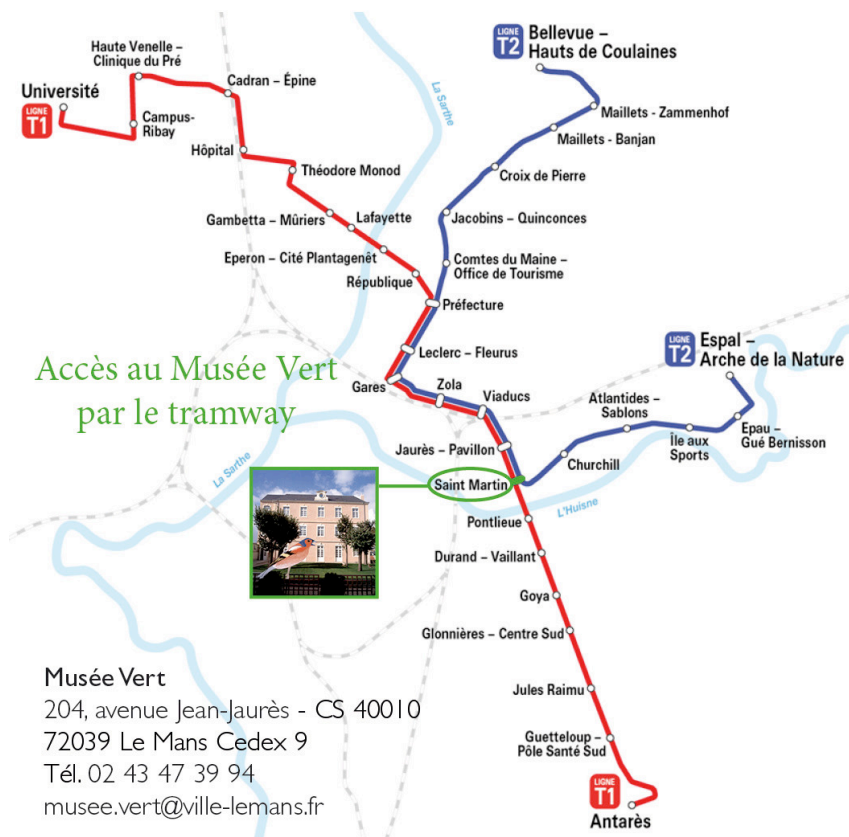 LIGNE
T2
Bellevue –
Hauts de Coulaines
Haute Venelle –
Clinique du Pré
Cadran – Épine
Université
LIGNE
T1
Campus-
Ribay
La Sarthe
Maillets - Zammenhof
Maillets - Banjan
Hôpital
Théodore Monod
Croix de Pierre
Gambetta – Mûriers
Lafayette
Jacobins – Quinconces
Eperon – Cité Plantagenêt
Comtes du Maine –
Office de Tourisme
République
Préfecture
Leclerc – Fleurus
LIGNE
T2
Espal –
Arche de la Nature
Accès au Musée Vert
par le tramway
Gares
Zola
Viaducs
Atlantides –
Sablons
Jaurès – Pavillon
Île aux
Sports
Epau –
Gué Bernisson
Churchill
La Sarthe
Saint Martin
L'Huisne
Pontlieue
Durand – Vaillant
Goya
Glonnières – Centre Sud
Jules Raimu
Guetteloup –
Pôle Santé Sud
LIGNE
T1
Antarès
Musée Vert
204, avenue Jean-Jaurès - CS 40010
72039 Le Mans Cedex 9
Tél. 02 43 47 39 94
musee.vert@ville-lemans.fr